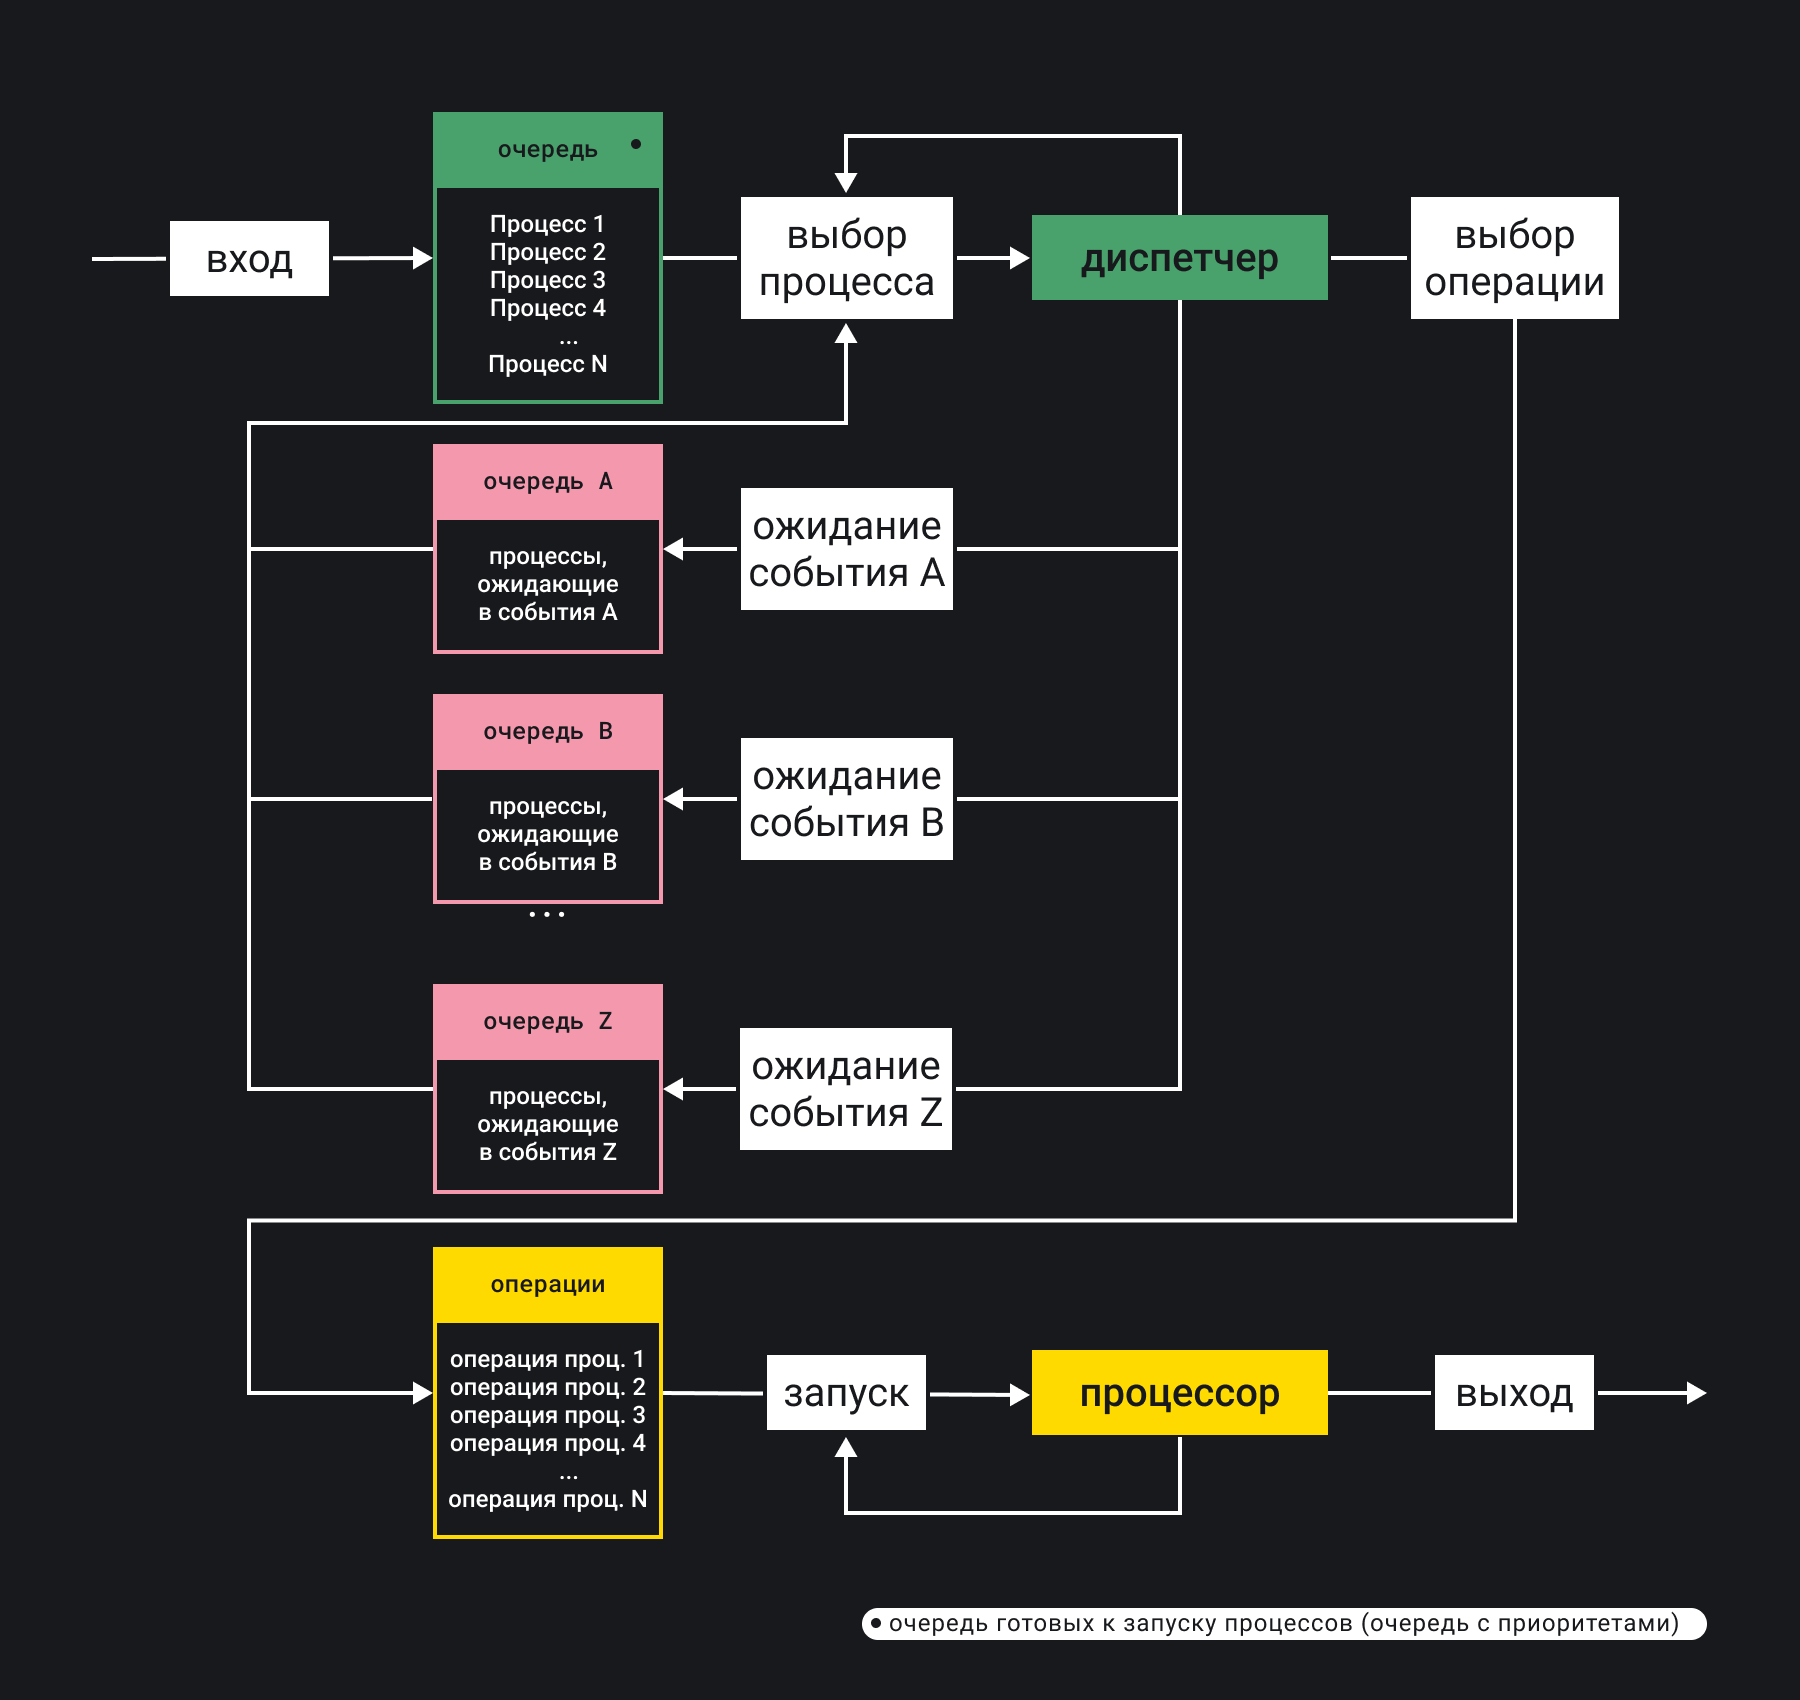 очередь
вход
Процесс 1
Процесс 2
Процесс 3
Процесс 4
...
Процесс N
выбор
процесса
диспетчер
выбор
операции
очередь A
процессы,
ожидающие
в события A
ожидание
события A
очередь B
процессы,
ожидающие
в события B
ожидание
события B
...
очередь Z
процессы,
ожидающие
в события Z
ожидание
события Z
операции
операция проц. 1
операция проц. 2
операция проц. 3
операция проц. 4
...
операция проц. N
запуск
процессор
выход
• очередь готовых к запуску процессов (очередь с приоритетами)